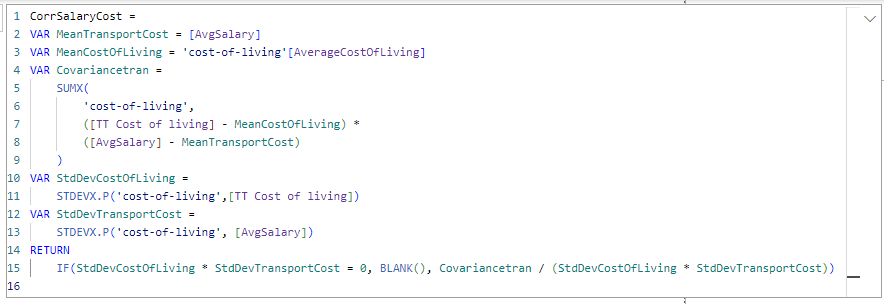 1 CorrSalaryCost =
2 VAR MeanTransportCost = [AvgSalary]
3 VAR MeanCostOfLiving = 'cost-of-living'[AverageCostOfLiving]
4 VAR Covariancetran =
5 SUMX(
6 'cost-of-living',
7 ([TT Cost of living] - MeanCostOfLiving) *
8 ([AvgSalary] - MeanTransportCost)
9 )
10 VAR StdDevCostOfLiving =
11 STDEVX.P('cost-of-living',[TT Cost of living])
12 VAR StdDevTransportCost =
13 STDEVX.P('cost-of-living', [AvgSalary])
14 RETURN
15 IF(StdDevCostOfLiving * StdDevTransportCost = 0, BLANK(), Covariancetran / (StdDevCostOfLiving * StdDevTransportCost))
16